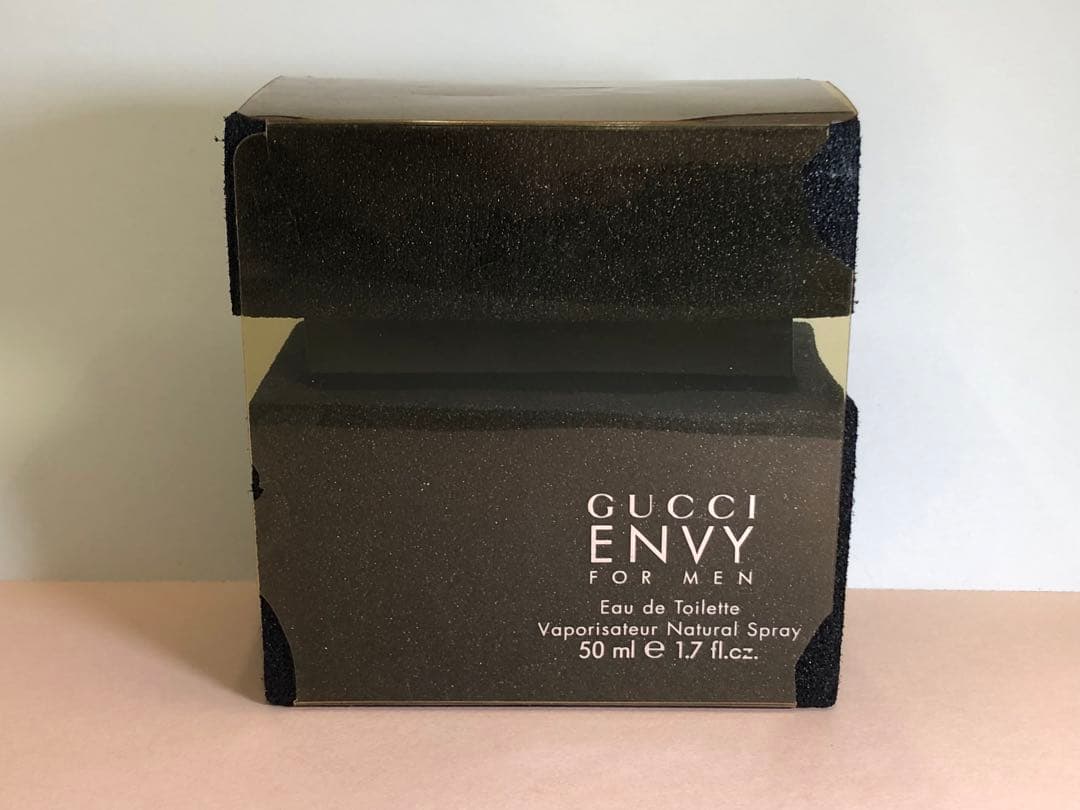 GUCCI
ENVY
FOR MEN
Eau de Toilette
Vaporisateur Natural Spray
50 ml ℮ 1.7 fl.cz.